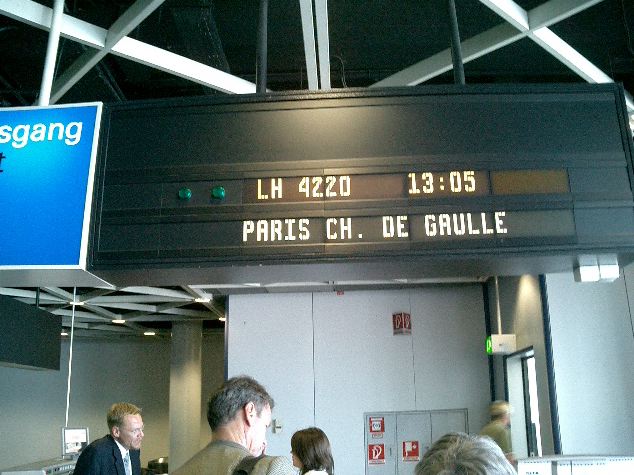 sgang
t
LH 4220 13:05
PARIS CH. DE GAULLE